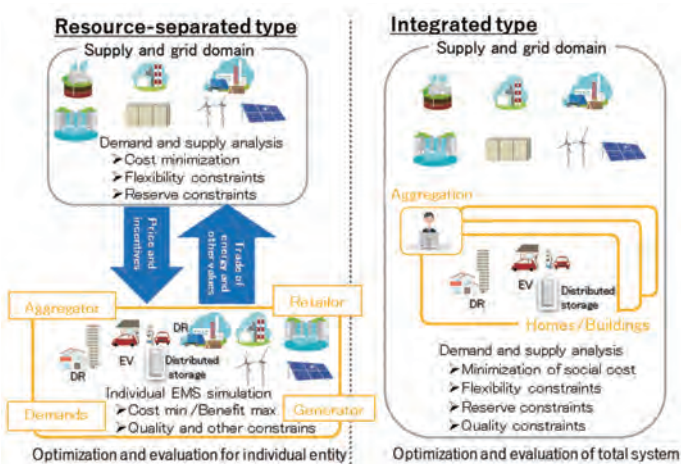 Resource-separated type
Supply and grid domain
Demand and supply analysis
➢Cost minimization
➢Flexibility constraints
➢Reserve constraints
Price and
incentives
Trade of
energy and
other values
Aggregator
Retailor
DR
EV
DR
Distributed
storage
Individual EMS simulation
➢Cost min/Benefit max
➢Quality and other constrains
Demands
Generator
Optimization and evaluation for individual entity
Integrated type
Supply and grid domain
Aggregation
DR
EV
Distributed
storage
Homes/Buildings
Demand and supply analysis
➢Minimization of social cost
➢Flexibility constraints
➢Reserve constraints
➢Quality constraints
Optimization and evaluation of total system